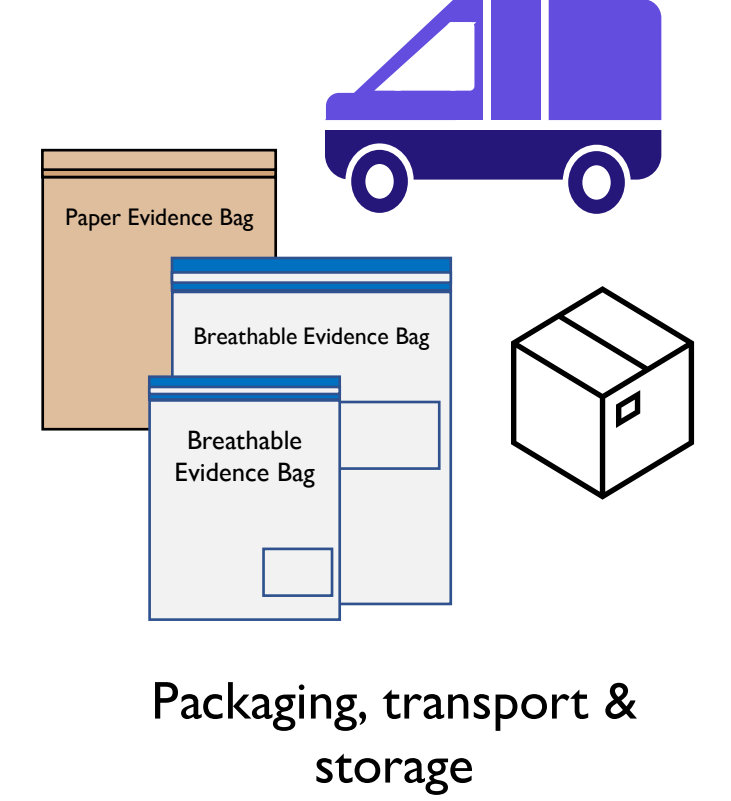 Paper Evidence Bag
Breathable Evidence Bag
Breathable
Evidence Bag
Packaging, transport &
storage